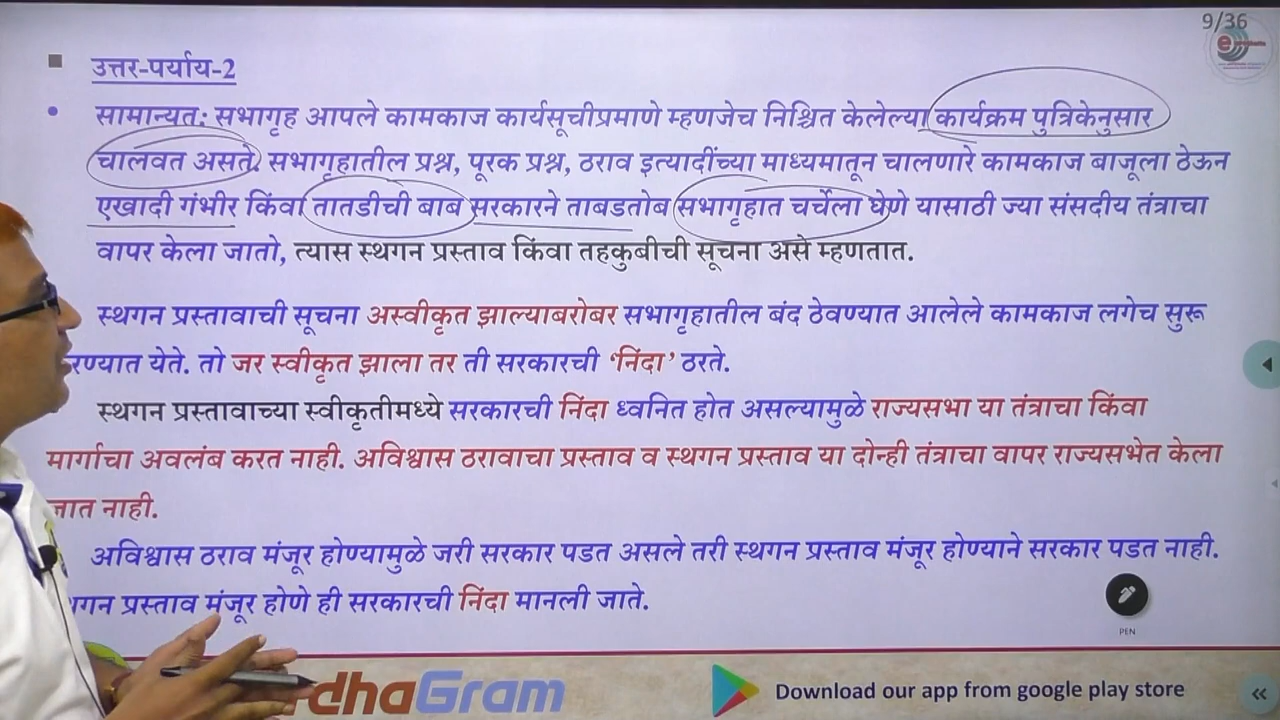 9/36
उत्तर-पर्याय-2
सामान्यत: सभागृह आपले कामकाज कार्यसूचीप्रमाणे म्हणजेच निश्चित केलेल्या कार्यक्रम पुत्रिकेनुसार
चालवत असते. सभागृहातील प्रश्न, पूरक प्रश्न, ठराव इत्यादींच्या माध्यमातून चालणारे कामकाज बाजूला ठेऊन
एखादी गंभीर किंवा तातडीची बाब सरकारने ताबडतोब सभागृहात चर्चेला घेणे यासाठी ज्या संसदीय तंत्राचा
वापर केला जातो, त्यास स्थगन प्रस्ताव किंवा तहकुबीची सूचना असे म्हणतात.
स्थगन प्रस्तावाची सूचना अस्वीकृत झाल्याबरोबर सभागृहातील बंद ठेवण्यात आलेले कामकाज लगेच सुरू
रण्यात येते. तो जर स्वीकृत झाला तर ती सरकारची ‘निंदा’ ठरते.
स्थगन प्रस्तावाच्या स्वीकृतीमध्ये सरकारची निंदा ध्वनित होत असल्यामुळे राज्यसभा या तंत्राचा किंवा
मार्गाचा अवलंब करत नाही. अविश्वास ठरावाचा प्रस्ताव व स्थगन प्रस्ताव या दोन्ही तंत्राचा वापर राज्यसभेत केला
जात नाही.
अविश्वास ठराव मंजूर होण्यामुळे जरी सरकार पडत असले तरी स्थगन प्रस्ताव मंजूर होण्याने सरकार पडत नाही.
गन प्रस्ताव मंजूर होणे ही सरकारची निंदा मानली जाते.
PEN
dhaGram
Download our app from google play store